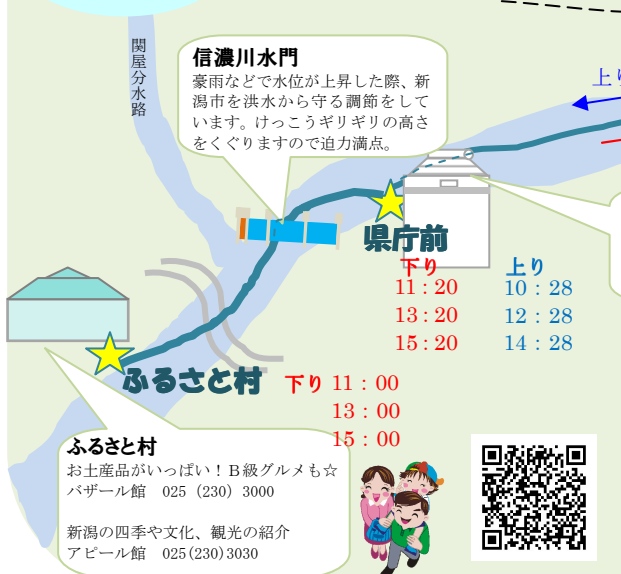 関屋分水路
信濃川水門
豪雨などで水位が上昇した際、新
潟市を洪水から守る調節をして
います。けっこうギリギリの高さ
をくぐりますので迫力満点。
上り
県庁前
下り 上り
11：20 10：28
13：20 12：28
15：20 14：28
ふるさと村
下り 11：00
13：00
15：00
ふるさと村
お土産品がいっぱい！Ｂ級グルメも☆
バザール館　025（230）3000
新潟の四季や文化、観光の紹介
アピール館　025(230)3030